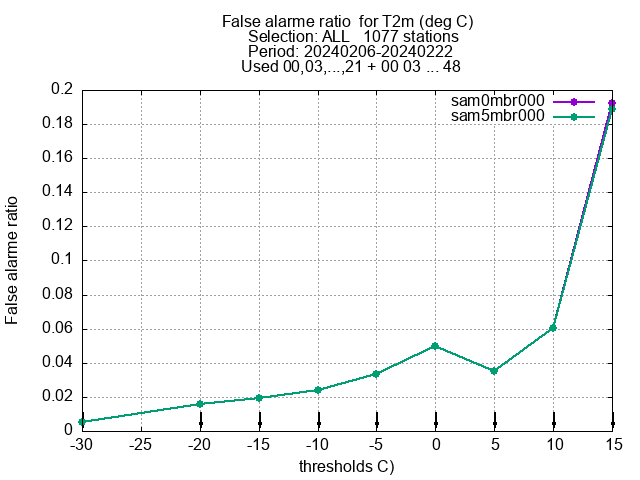 False alarme ratio  for T2m (deg C)
Selection: ALL   1077 stations
Period: 20240206-20240222
Used 00,03,...,21 + 00 03 ... 48
sam0mbr000
sam5mbr000
0.2
0.18
0.16
0.14
0.12
0.1
0.08
0.06
0.04
0.02
0
False alarme ratio
-30 -25 -20 -15 -10 -5 0 5 10 15
thresholds C)